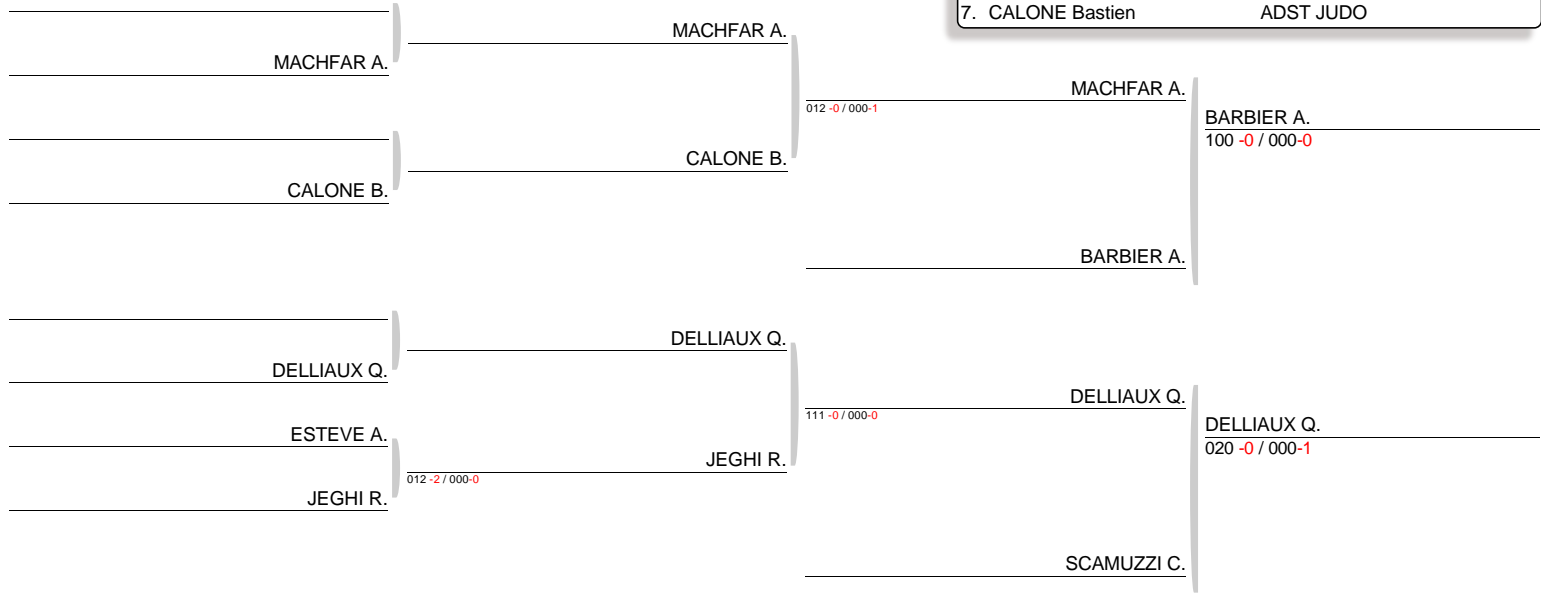 7. CALONE Bastien ADST JUDO
MACHFAR A.
MACHFAR A.
MACHFAR A.
012 -0 / 000-1
BARBIER A.
100 -0 / 000-0
CALONE B.
CALONE B.
BARBIER A.
DELLIAUX Q.
DELLIAUX Q.
DELLIAUX Q.
111 -0 / 000-0
DELLIAUX Q.
020 -0 / 000-1
ESTEVE A.
JEGHI R.
012 -2 / 000-0
JEGHI R.
SCAMUZZI C.